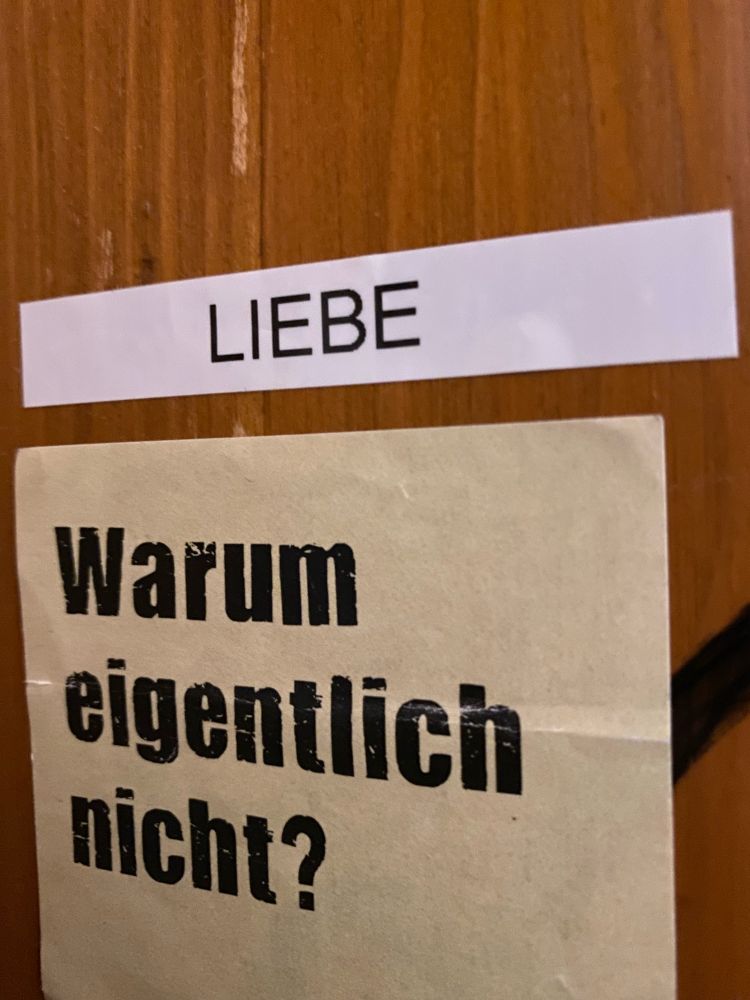 LIEBE
Warum
eigentlich
nicht?